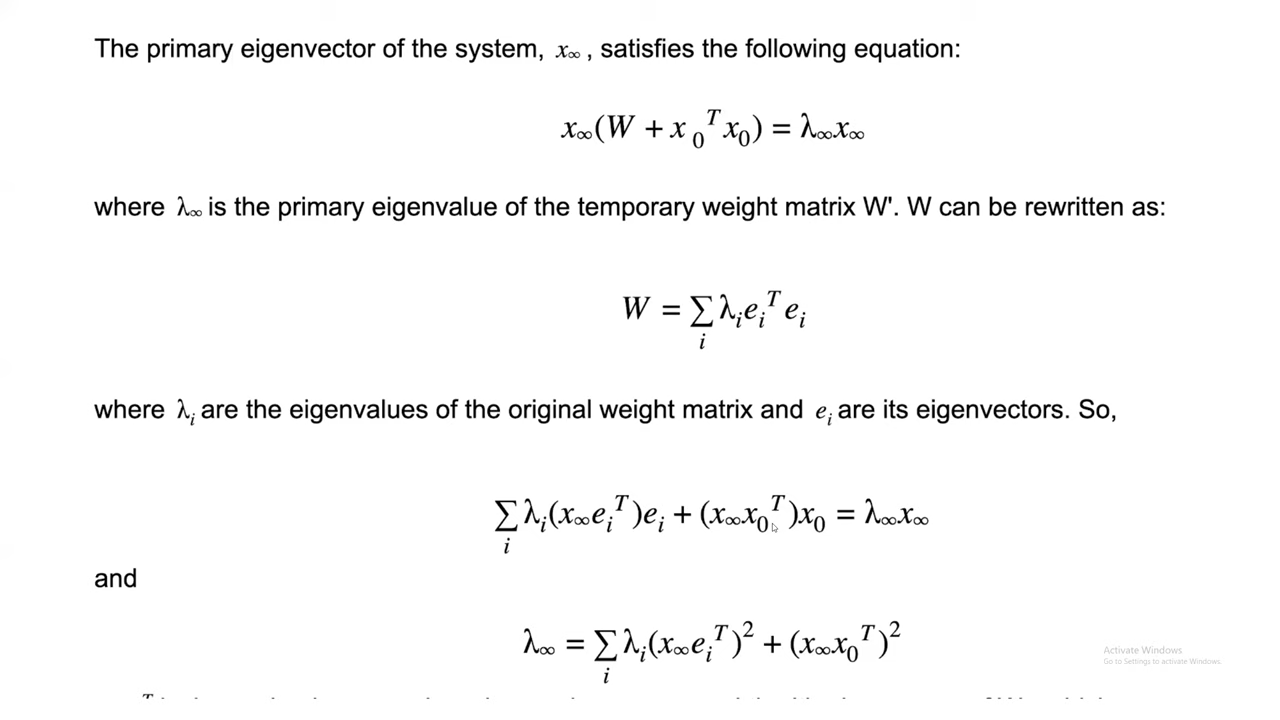 The primary eigenvector of the system, x∞ , satisfies the following equation:
x∞(W + x₀ᵀx₀) = λ∞x∞
where λ∞ is the primary eigenvalue of the temporary weight matrix W'. W can be rewritten as:
W = ∑ᵢ λᵢeᵢᵀeᵢ
where λᵢ are the eigenvalues of the original weight matrix and eᵢ are its eigenvectors. So,
∑ᵢ λᵢ(x∞eᵢᵀ)eᵢ + (x∞x₀ᵀ)x₀ = λ∞x∞
and
λ∞ = ∑ᵢ λᵢ(x∞eᵢᵀ)² + (x∞x₀ᵀ)²
Activate Windows
Go to Settings to activate Windows.